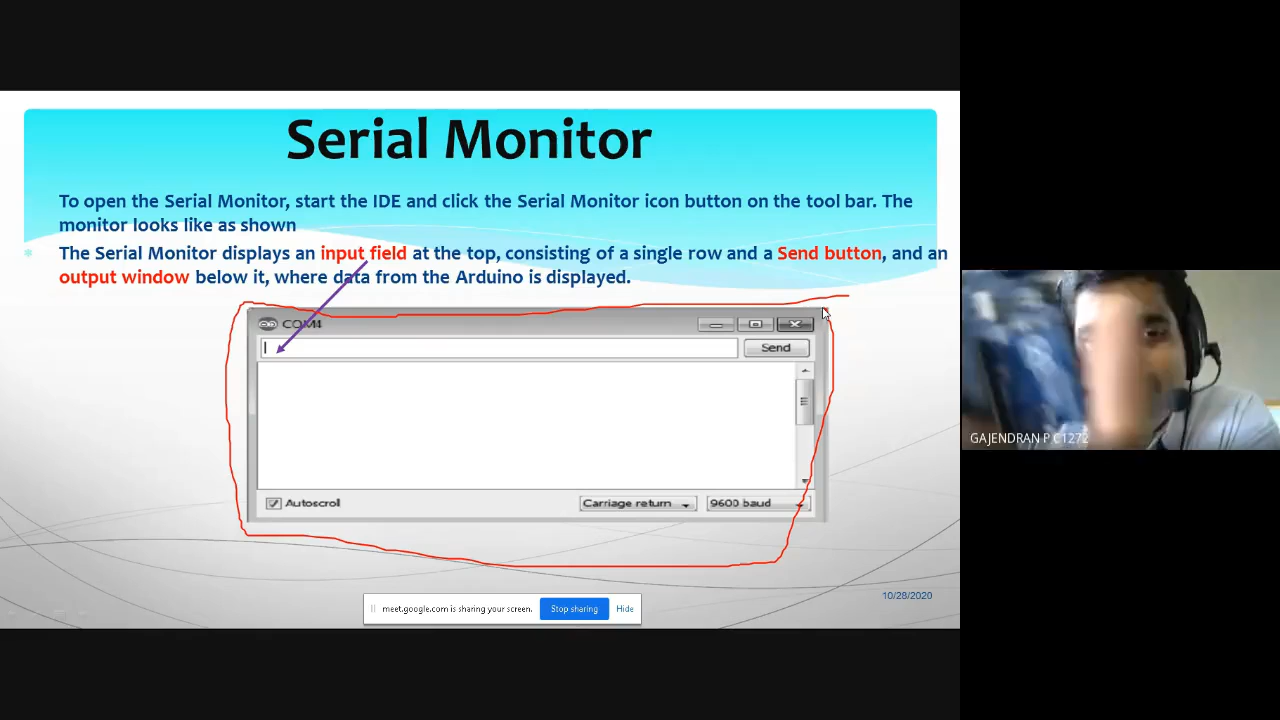 Serial Monitor
To open the Serial Monitor, start the IDE and click the Serial Monitor icon button on the tool bar. The
monitor looks like as shown
* The Serial Monitor displays an input field at the top, consisting of a single row and a Send button, and an
output window below it, where data from the Arduino is displayed.
COM4
Send
Autoscroll
Carriage return
9600 baud
GAJENDRAN P C1272
10/28/2020
meet.google.com is sharing your screen.
Stop sharing
Hide